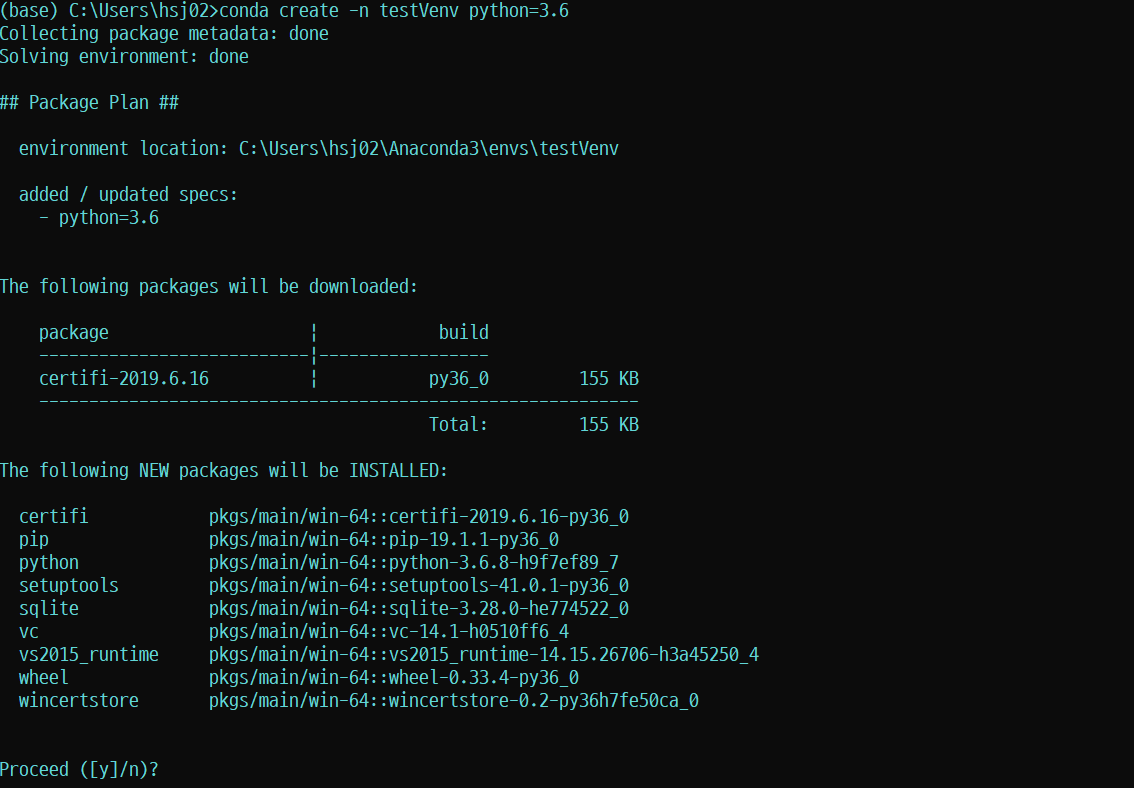 (base) C:\Users\hsj02>conda create -n testVenv python=3.6
Collecting package metadata: done
Solving environment: done
## Package Plan ##
environment location: C:\Users\hsj02\Anaconda3\envs\testVenv
added / updated specs:
- python=3.6
The following packages will be downloaded:
package ¦ build
---------------------------¦-----------------
certifi-2019.6.16 ¦ py36_0 155 KB
------------------------------------------------------------
Total: 155 KB
The following NEW packages will be INSTALLED:
certifi pkgs/main/win-64::certifi-2019.6.16-py36_0
pip pkgs/main/win-64::pip-19.1.1-py36_0
python pkgs/main/win-64::python-3.6.8-h9f7ef89_7
setuptools pkgs/main/win-64::setuptools-41.0.1-py36_0
sqlite pkgs/main/win-64::sqlite-3.28.0-he774522_0
vc pkgs/main/win-64::vc-14.1-h0510ff6_4
vs2015_runtime pkgs/main/win-64::vs2015_runtime-14.15.26706-h3a45250_4
wheel pkgs/main/win-64::wheel-0.33.4-py36_0
wincertstore pkgs/main/win-64::wincertstore-0.2-py36h7fe50ca_0
Proceed ([y]/n)?